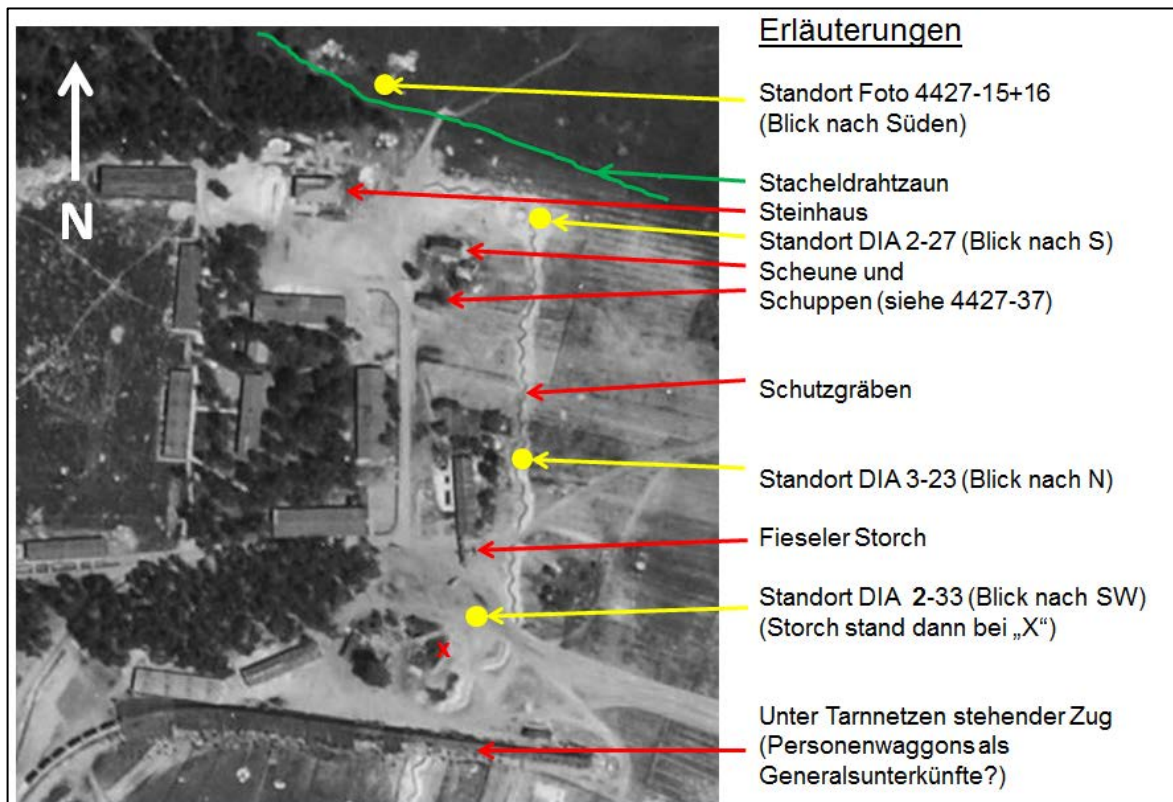 Erläuterungen
Standort Foto 4427-15+16
(Blick nach Süden)
Stacheldrahtzaun
Steinhaus
Standort DIA 2-27 (Blick nach S)
Scheune und
Schuppen (siehe 4427-37)
Schutzgräben
Standort DIA 3-23 (Blick nach N)
Fieseler Storch
Standort DIA 2-33 (Blick nach SW)
(Storch stand dann bei „X“)
Unter Tarnnetzen stehender Zug
(Personenwaggons als
Generalsunterkünfte?)
N
X